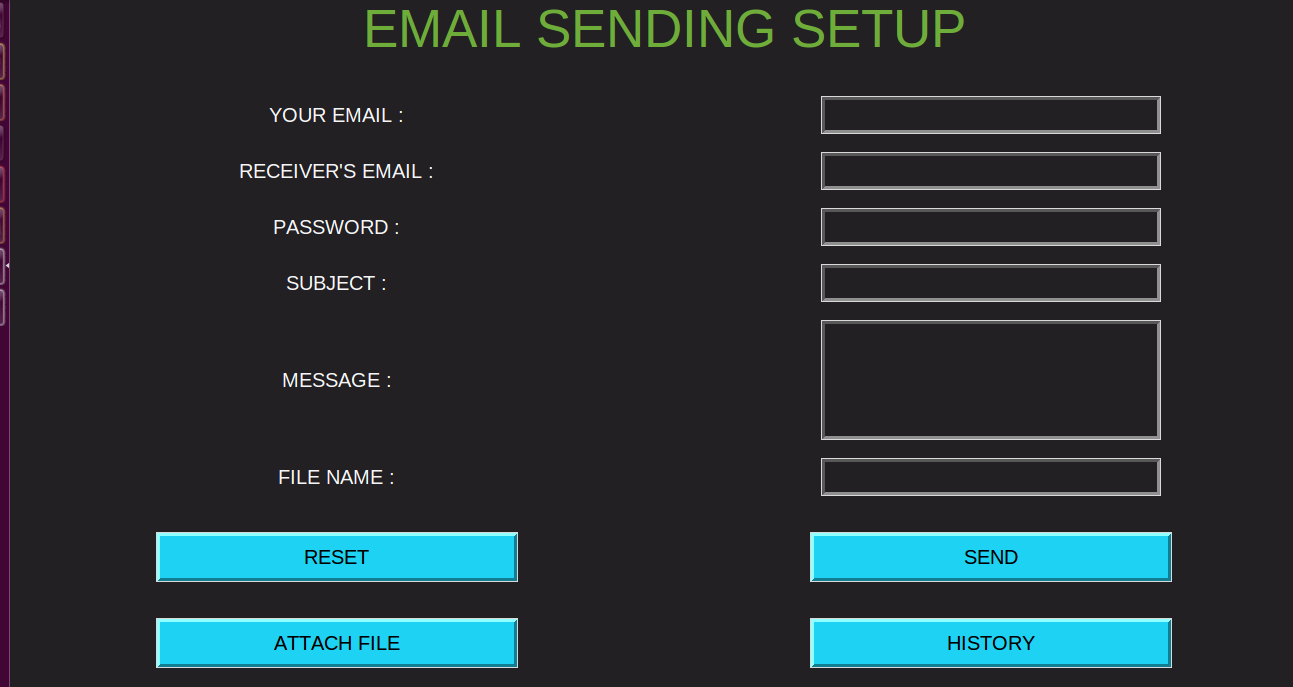 EMAIL SENDING SETUP
YOUR EMAIL :
RECEIVER'S EMAIL :
PASSWORD :
SUBJECT :
MESSAGE :
FILE NAME :
RESET
SEND
ATTACH FILE
HISTORY